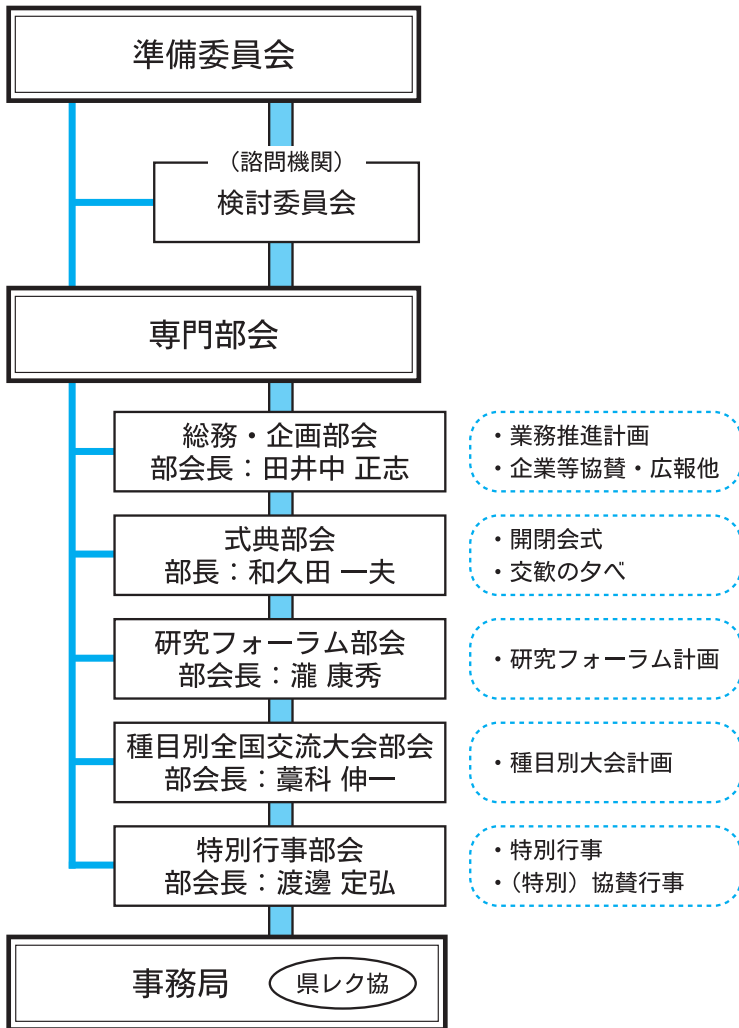 準備委員会
（諮問機関）
検討委員会
専門部会
総務・企画部会
部会長：田井中 正志
・業務推進計画
・企業等協賛・広報他
式典部会
部長：和久田 一夫
・開閉会式
・交歓の夕べ
研究フォーラム部会
部会長：瀧 康秀
・研究フォーラム計画
種目別全国交流大会部会
部会長：藁科 伸一
・種目別大会計画
特別行事部会
部会長：渡邊 定弘
・特別行事
・（特別）協賛行事
事務局 県レク協